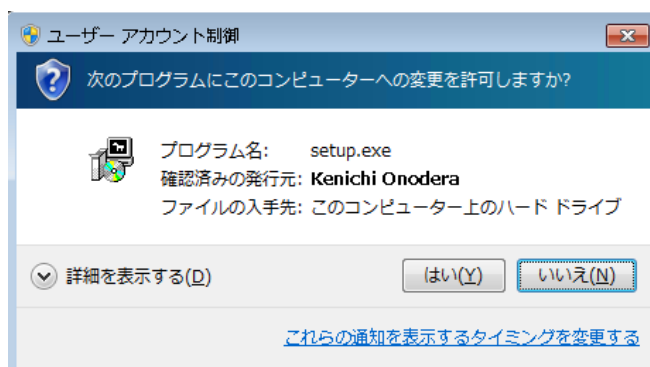 ユーザー アカウント制御
次のプログラムにこのコンピューターへの変更を許可しますか?
プログラム名: setup.exe
確認済みの発行元: Kenichi Onodera
ファイルの入手先: このコンピューター上のハード ドライブ
詳細を表示する(D) はい(Y) いいえ(N)
これらの通知を表示するタイミングを変更する